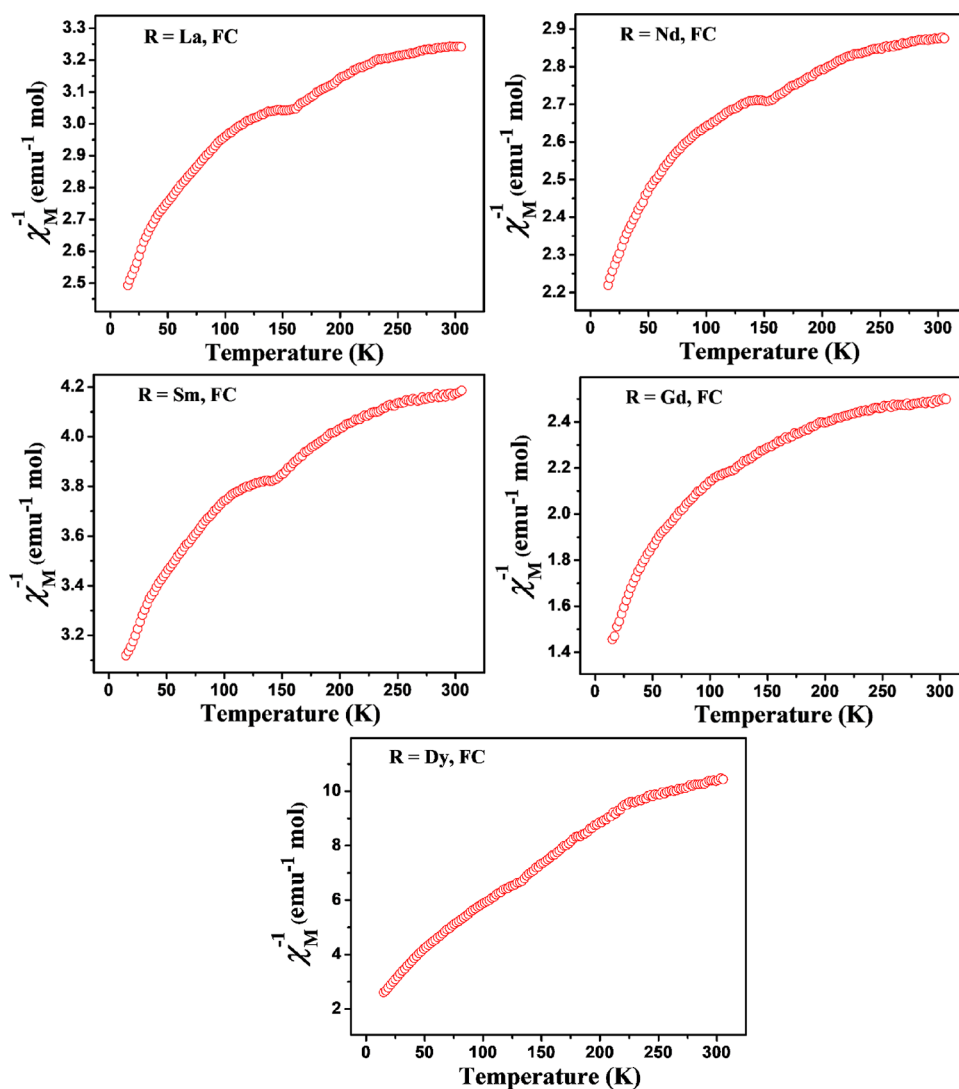 R = La, FC
3.3
3.2
3.1
3.0
2.9
2.8
2.7
2.6
2.5
χ_M^-1 (emu^-1 mol)
0 50 100 150 200 250 300
Temperature (K)
R = Nd, FC
2.9
2.8
2.7
2.6
2.5
2.4
2.3
2.2
χ_M^-1 (emu^-1 mol)
0 50 100 150 200 250 300
Temperature (K)
R = Sm, FC
4.2
4.0
3.8
3.6
3.4
3.2
χ_M^-1 (emu^-1 mol)
0 50 100 150 200 250 300
Temperature (K)
R = Gd, FC
2.4
2.2
2.0
1.8
1.6
1.4
χ_M^-1 (emu^-1 mol)
0 50 100 150 200 250 300
Temperature (K)
R = Dy, FC
10
8
6
4
2
χ_M^-1 (emu^-1 mol)
0 50 100 150 200 250 300
Temperature (K)